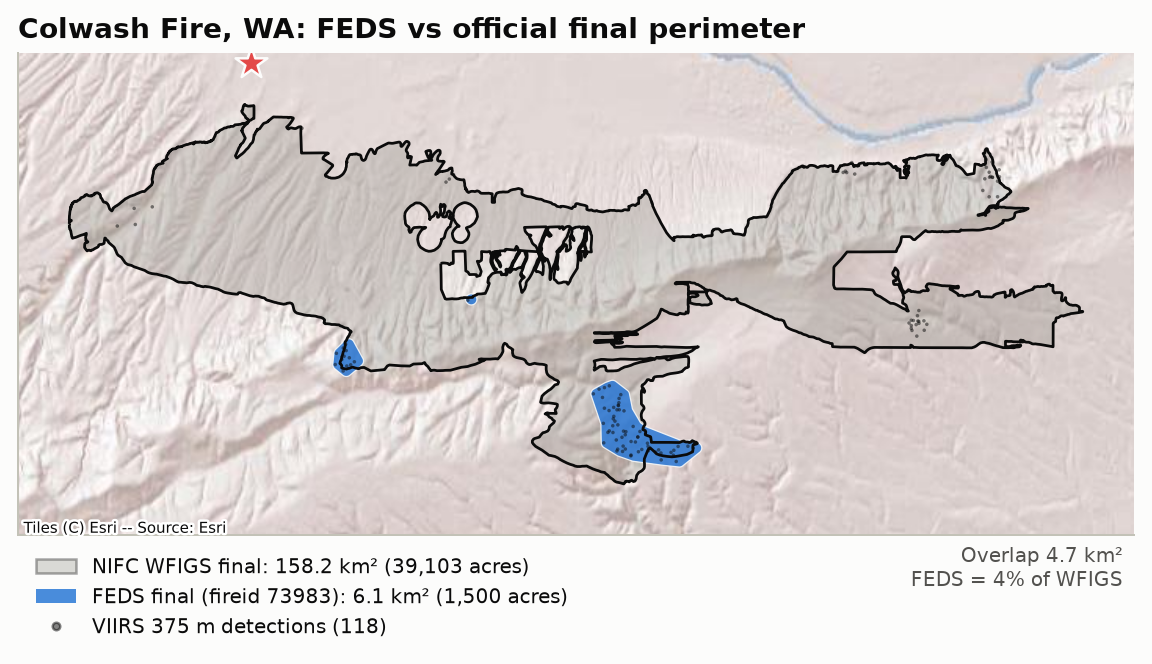 Colwash Fire, WA: FEDS vs official final perimeter
Tiles (C) Esri -- Source: Esri
NIFC WFIGS final: 158.2 km² (39,103 acres)
FEDS final (fireid 73983): 6.1 km² (1,500 acres)
VIIRS 375 m detections (118)
Overlap 4.7 km²
FEDS = 4% of WFIGS